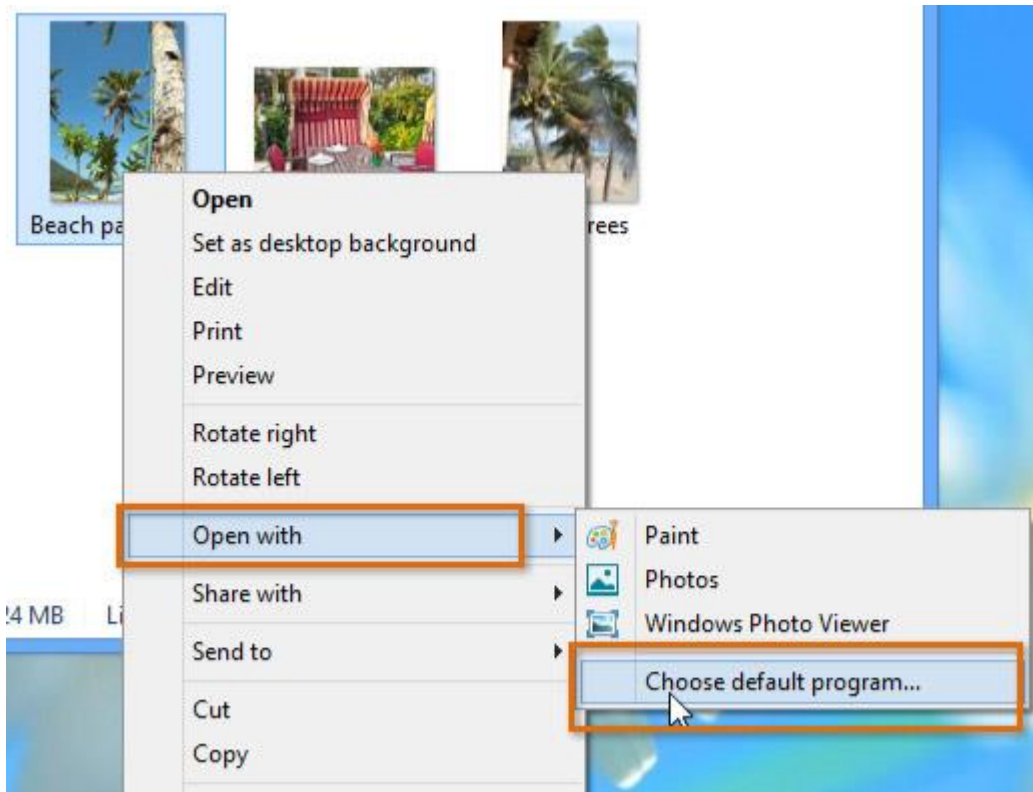 Beach pa
rees
Open
Set as desktop background
Edit
Print
Preview
Rotate right
Rotate left
Open with
Paint
Photos
Windows Photo Viewer
Choose default program...
Share with
24 MB Li
Send to
Cut
Copy